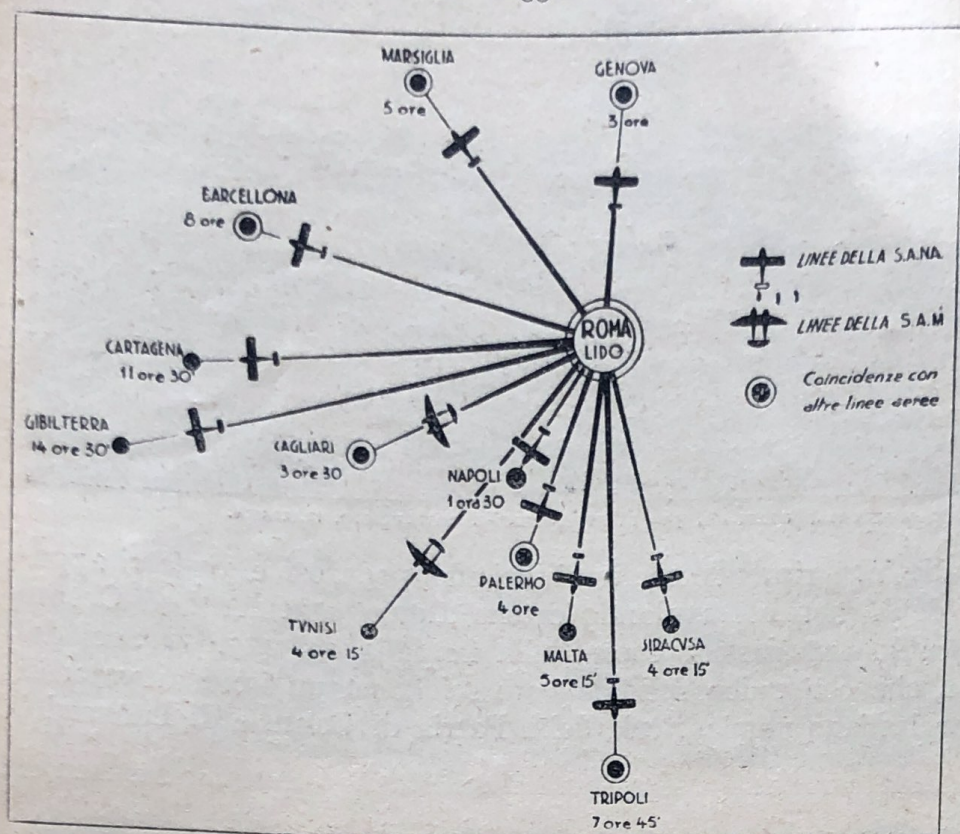 MARSIGLIA
5 ore
GENOVA
3 ore
BARCELLONA
8 ore
LINEE DELLA S.A.NA.
LINEE DELLA S.A.M
ROMA
LIDO
CARTAGENA
11 ore 30'
Coincidenze con
altre linee aeree
GIBILTERRA
14 ore 30'
CAGLIARI
3 ore 30
NAPOLI
1 ora 30
PALERMO
4 ore
TVNISI
4 ore 15'
MALTA
5 ore 15'
SIRACVSA
4 ore 15'
TRIPOLI
7 ore 45'